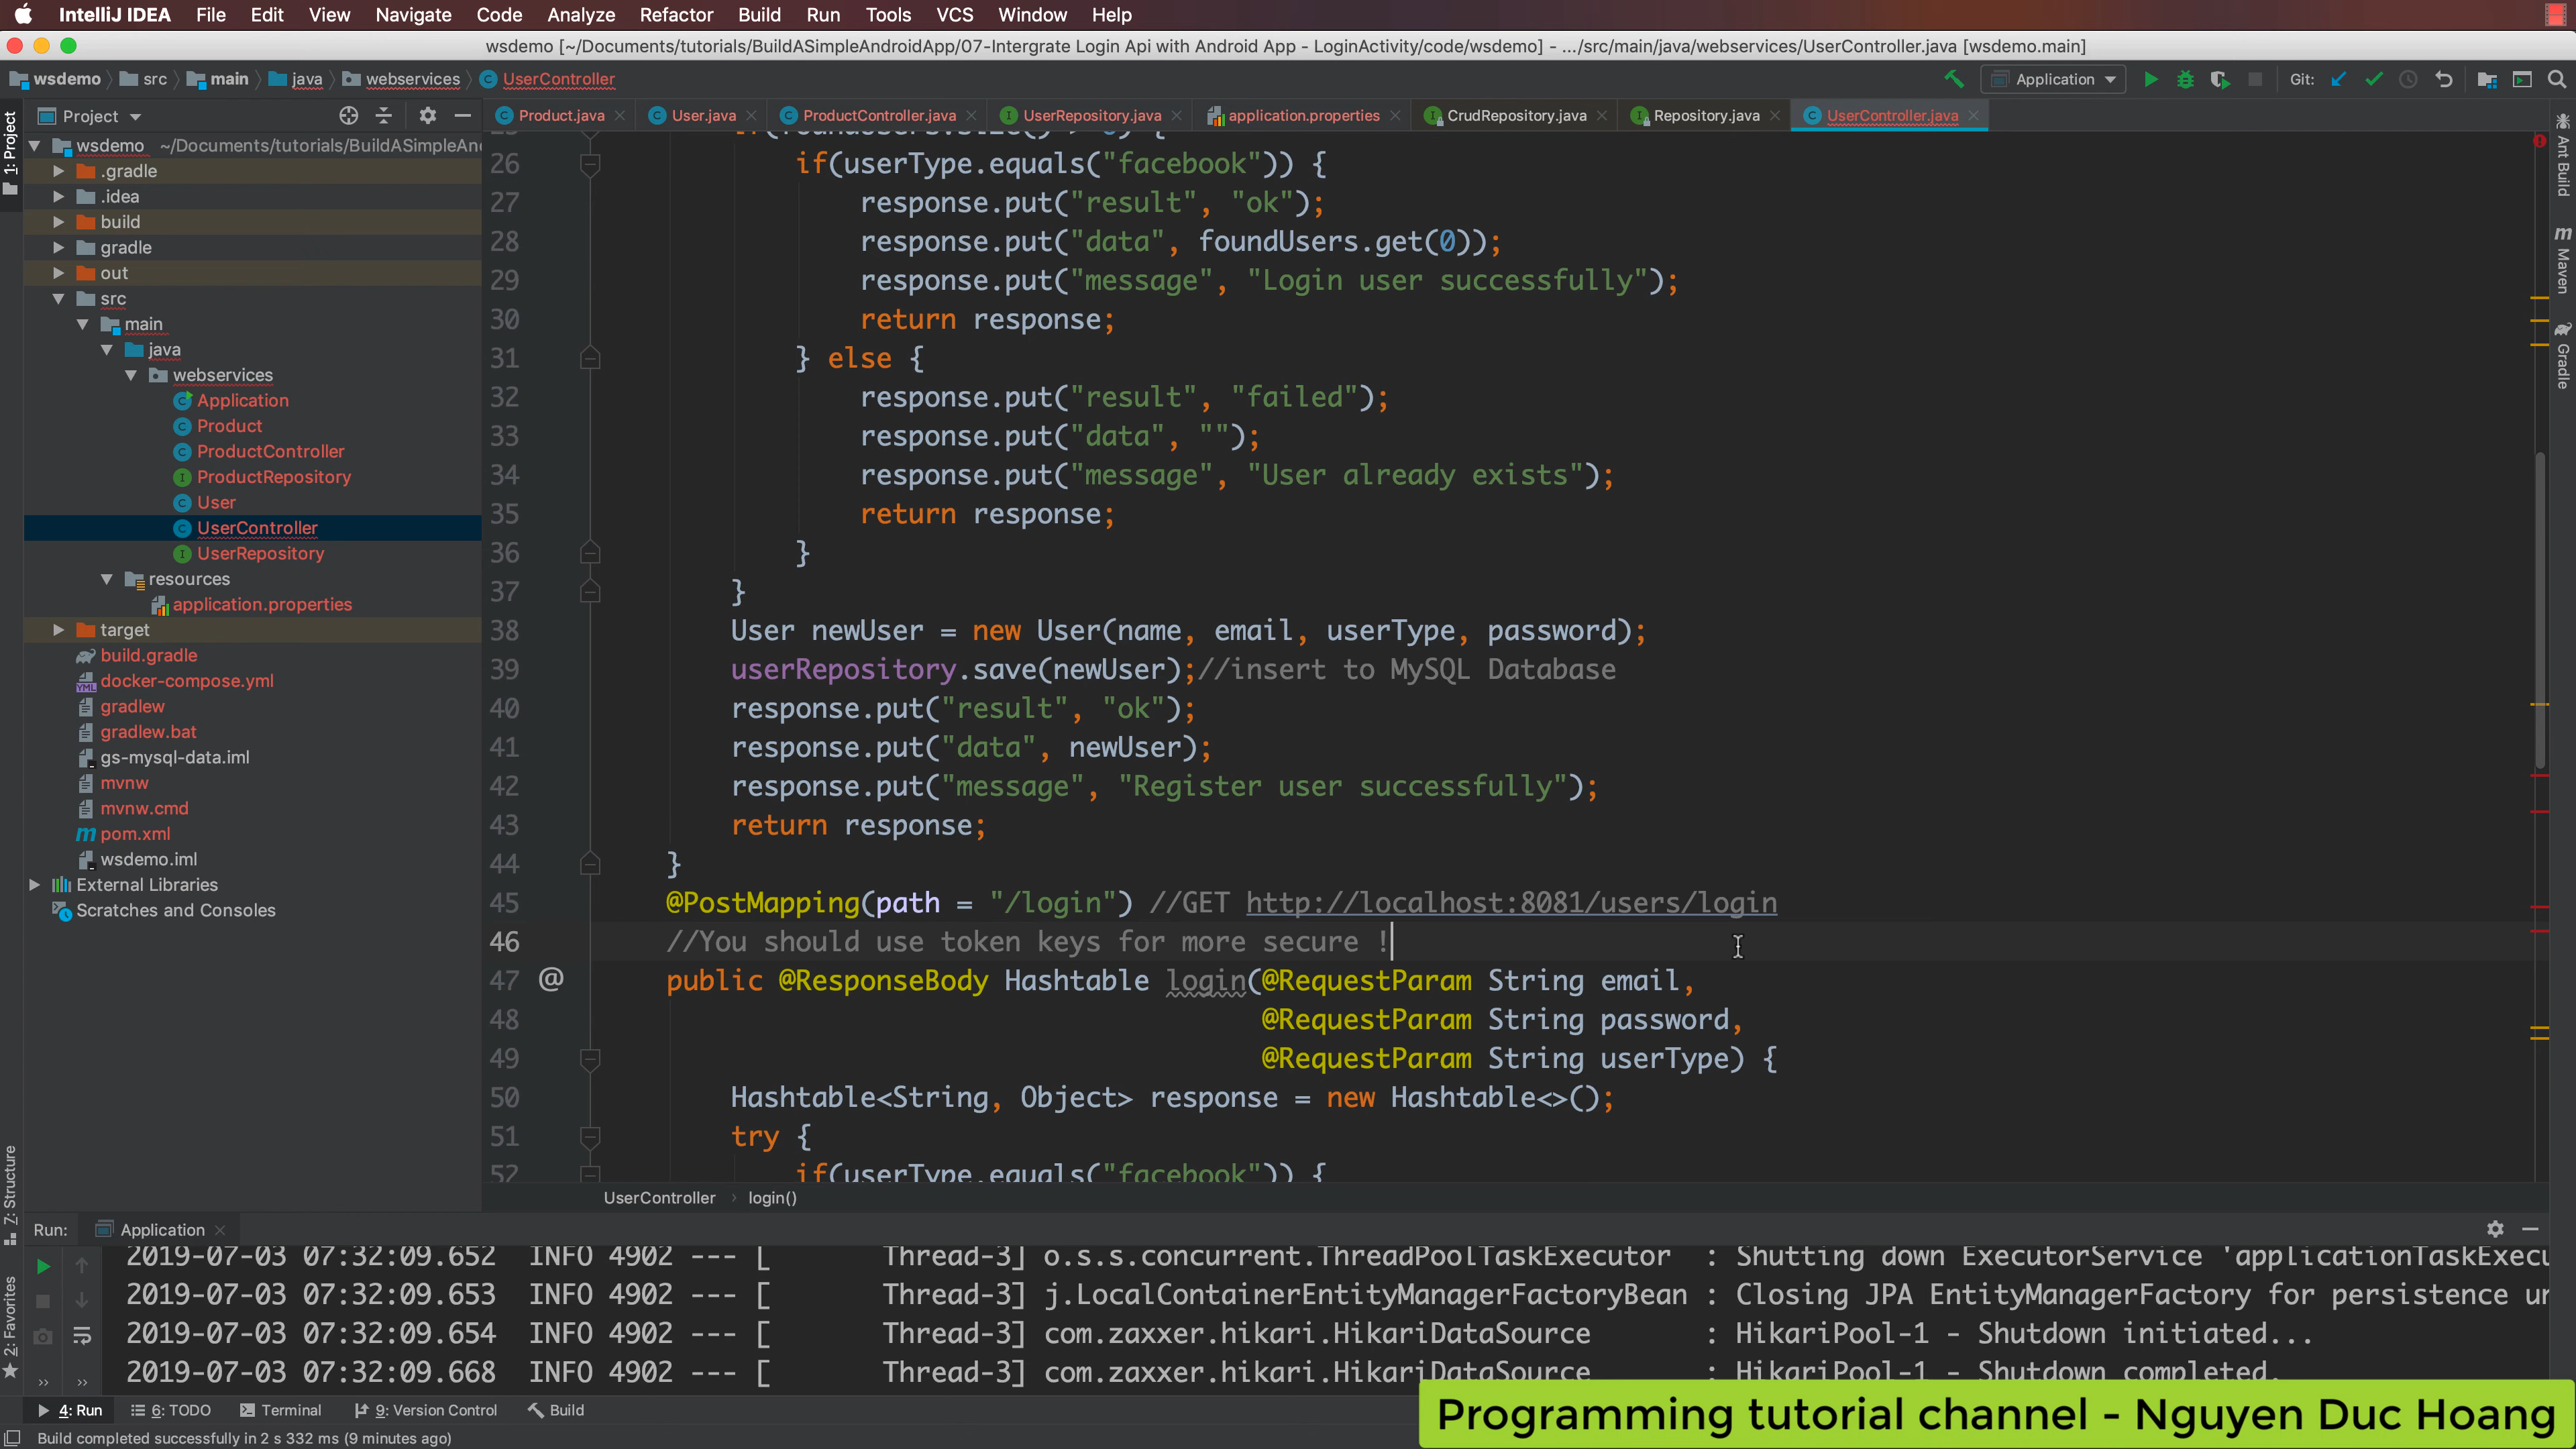 IntelliJ IDEA File Edit View Navigate Code Analyze Refactor Build Run Tools VCS Window Help
wsdemo [~/Documents/tutorials/BuildASimpleAndroidApp/07-Intergrate Login Api with Android App - LoginActivity/code/wsdemo] - .../src/main/java/webservices/UserController.java [wsdemo.main]
wsdemo src main java webservices UserController Application Git:
Project
Product.java User.java ProductController.java UserRepository.java application.properties CrudRepository.java Repository.java UserController.java
1: Project
wsdemo ~/Documents/tutorials/BuildASimpleAn
.gradle
.idea
build
gradle
out
src
main
java
webservices
Application
Product
ProductController
ProductRepository
User
UserController
UserRepository
resources
application.properties
target
build.gradle
docker-compose.yml
gradlew
gradlew.bat
gs-mysql-data.iml
mvnw
mvnw.cmd
pom.xml
wsdemo.iml
External Libraries
Scratches and Consoles
26 if(userType.equals("facebook")) {
27 response.put("result", "ok");
28 response.put("data", foundUsers.get(0));
29 response.put("message", "Login user successfully");
30 return response;
31 } else {
32 response.put("result", "failed");
33 response.put("data", "");
34 response.put("message", "User already exists");
35 return response;
36 }
37 }
38 User newUser = new User(name, email, userType, password);
39 userRepository.save(newUser);//insert to MySQL Database
40 response.put("result", "ok");
41 response.put("data", newUser);
42 response.put("message", "Register user successfully");
43 return response;
44 }
45 @PostMapping(path = "/login") //GET http://localhost:8081/users/login
46 //You should use token keys for more secure !
47 @ public @ResponseBody Hashtable login(@RequestParam String email,
48 @RequestParam String password,
49 @RequestParam String userType) {
50 Hashtable<String, Object> response = new Hashtable<>();
51 try {
52 if(userType.equals("facebook")) {
UserController login()
Ant Build
Maven
Gradle
Z: Structure
2: Favorites
Run: Application
2019-07-03 07:32:09.652 INFO 4902 --- [ Thread-3] o.s.s.concurrent.ThreadPoolTaskExecutor : Shutting down ExecutorService 'applicationTaskExecu
2019-07-03 07:32:09.653 INFO 4902 --- [ Thread-3] j.LocalContainerEntityManagerFactoryBean : Closing JPA EntityManagerFactory for persistence un
2019-07-03 07:32:09.654 INFO 4902 --- [ Thread-3] com.zaxxer.hikari.HikariDataSource : HikariPool-1 - Shutdown initiated...
2019-07-03 07:32:09.668 INFO 4902 --- [ Thread-3] com.zaxxer.hikari.HikariDataSource : HikariPool-1 - Shutdown completed.
4: Run 6: TODO Terminal 9: Version Control Build
Programming tutorial channel - Nguyen Duc Hoang
Build completed successfully in 2 s 332 ms (9 minutes ago)